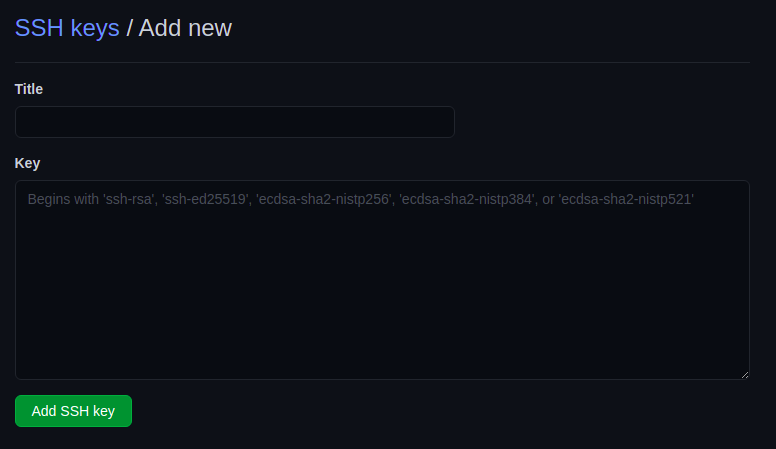 SSH keys / Add new
Title
Key
Begins with 'ssh-rsa', 'ssh-ed25519', 'ecdsa-sha2-nistp256', 'ecdsa-sha2-nistp384', or 'ecdsa-sha2-nistp521'
Add SSH key